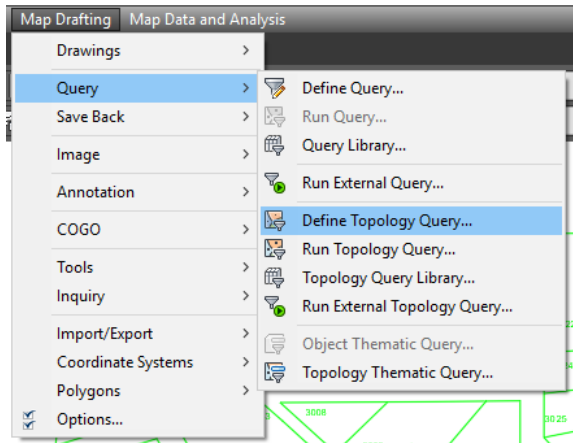 Map Drafting Map Data and Analysis
Drawings
Query
Save Back
Image
Annotation
COGO
Tools
Inquiry
Import/Export
Coordinate Systems
Polygons
Options...
Define Query...
Run Query...
Query Library...
Run External Query...
Define Topology Query...
Run Topology Query...
Topology Query Library...
Run External Topology Query...
Object Thematic Query...
Topology Thematic Query...
3008
3025